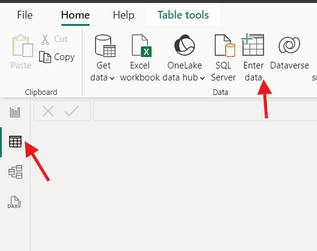 File Home Help Table tools
Paste
Cut
Copy
Clipboard
Get data
Excel workbook
OneLake data hub
SQL Server
Enter data
Dataverse
Data
DAX